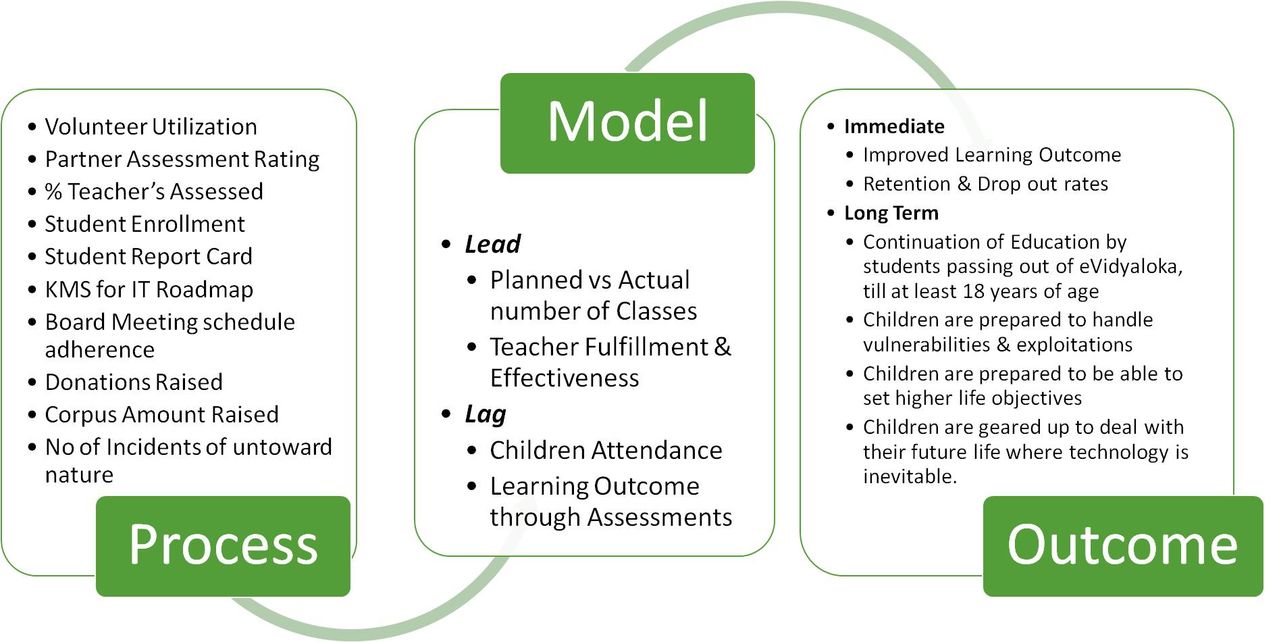 • Volunteer Utilization
• Partner Assessment Rating
• % Teacher's Assessed
• Student Enrollment
• Student Report Card
• KMS for IT Roadmap
• Board Meeting schedule
adherence
• Donations Raised
• Corpus Amount Raised
• No of Incidents of untoward
nature
Process
Model
• Lead
• Planned vs Actual
number of Classes
• Teacher Fulfillment &
Effectiveness
• Lag
• Children Attendance
• Learning Outcome
through Assessments
• Immediate
• Improved Learning Outcome
• Retention & Drop out rates
• Long Term
• Continuation of Education by
students passing out of eVidyaloka,
till at least 18 years of age
• Children are prepared to handle
vulnerabilities & exploitations
• Children are prepared to be able to
set higher life objectives
• Children are geared up to deal with
their future life where technology is
inevitable.
Outcome